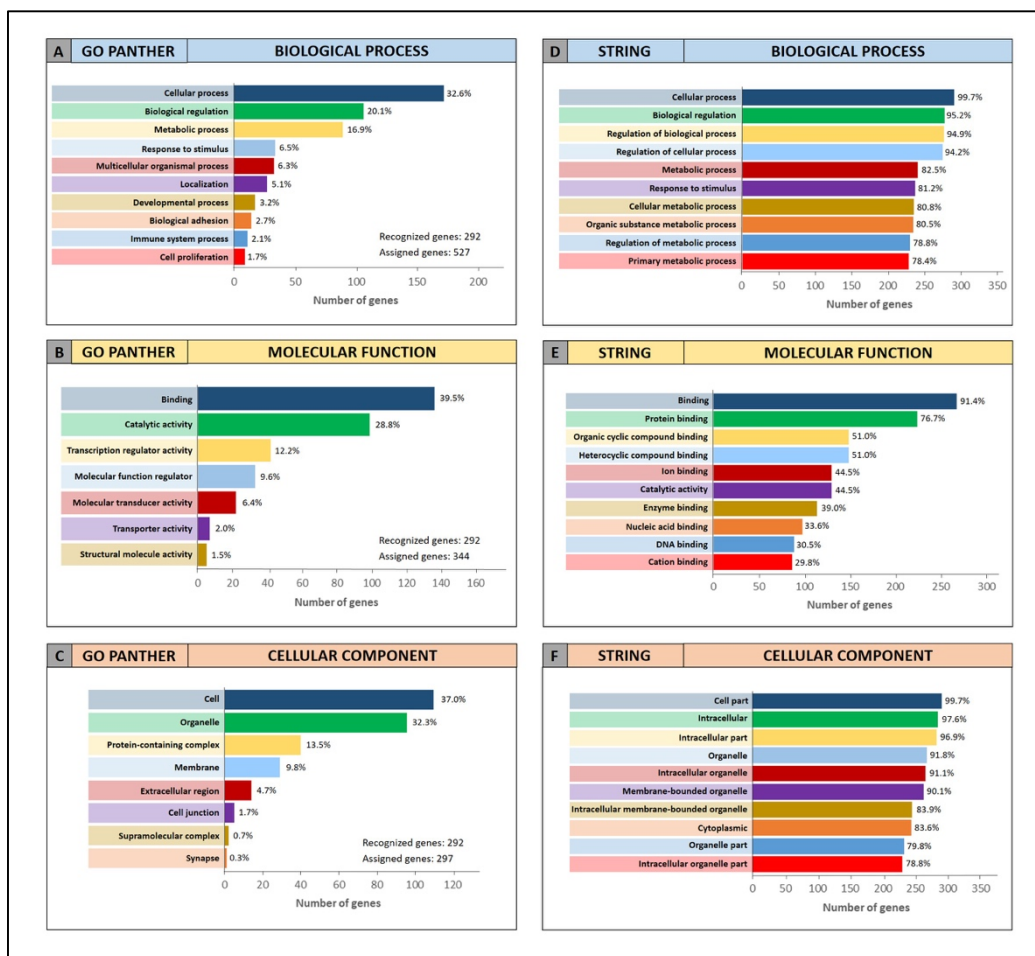 A GO PANTHER BIOLOGICAL PROCESS
Cellular process 32.6%
Biological regulation 20.1%
Metabolic process 16.9%
Response to stimulus 6.5%
Multicellular organismal process 6.3%
Localization 5.1%
Developmental process 3.2%
Biological adhesion 2.7%
Immune system process 2.1%
Cell proliferation 1.7%
Recognized genes: 292
Assigned genes: 527
0 50 100 150 200
Number of genes
D STRING BIOLOGICAL PROCESS
Cellular process 99.7%
Biological regulation 95.2%
Regulation of biological process 94.9%
Regulation of cellular process 94.2%
Metabolic process 82.5%
Response to stimulus 81.2%
Cellular metabolic process 80.8%
Organic substance metabolic process 80.5%
Regulation of metabolic process 78.8%
Primary metabolic process 78.4%
0 50 100 150 200 250 300 350
Number of genes
B GO PANTHER MOLECULAR FUNCTION
Binding 39.5%
Catalytic activity 28.8%
Transcription regulator activity 12.2%
Molecular function regulator 9.6%
Molecular transducer activity 6.4%
Transporter activity 2.0%
Structural molecule activity 1.5%
Recognized genes: 292
Assigned genes: 344
0 20 40 60 80 100 120 140 160
Number of genes
E STRING MOLECULAR FUNCTION
Binding 91.4%
Protein binding 76.7%
Organic cyclic compound binding 51.0%
Heterocyclic compound binding 51.0%
Ion binding 44.5%
Catalytic activity 44.5%
Enzyme binding 39.0%
Nucleic acid binding 33.6%
DNA binding 30.5%
Cation binding 29.8%
0 50 100 150 200 250 300
Number of genes
C GO PANTHER CELLULAR COMPONENT
Cell 37.0%
Organelle 32.3%
Protein-containing complex 13.5%
Membrane 9.8%
Extracellular region 4.7%
Cell junction 1.7%
Supramolecular complex 0.7%
Synapse 0.3%
Recognized genes: 292
Assigned genes: 297
0 20 40 60 80 100 120
Number of genes
F STRING CELLULAR COMPONENT
Cell part 99.7%
Intracellular 97.6%
Intracellular part 96.9%
Organelle 91.8%
Intracellular organelle 91.1%
Membrane-bounded organelle 90.1%
Intracellular membrane-bounded organelle 83.9%
Cytoplasmic 83.6%
Organelle part 79.8%
Intracellular organelle part 78.8%
0 50 100 150 200 250 300 350
Number of genes